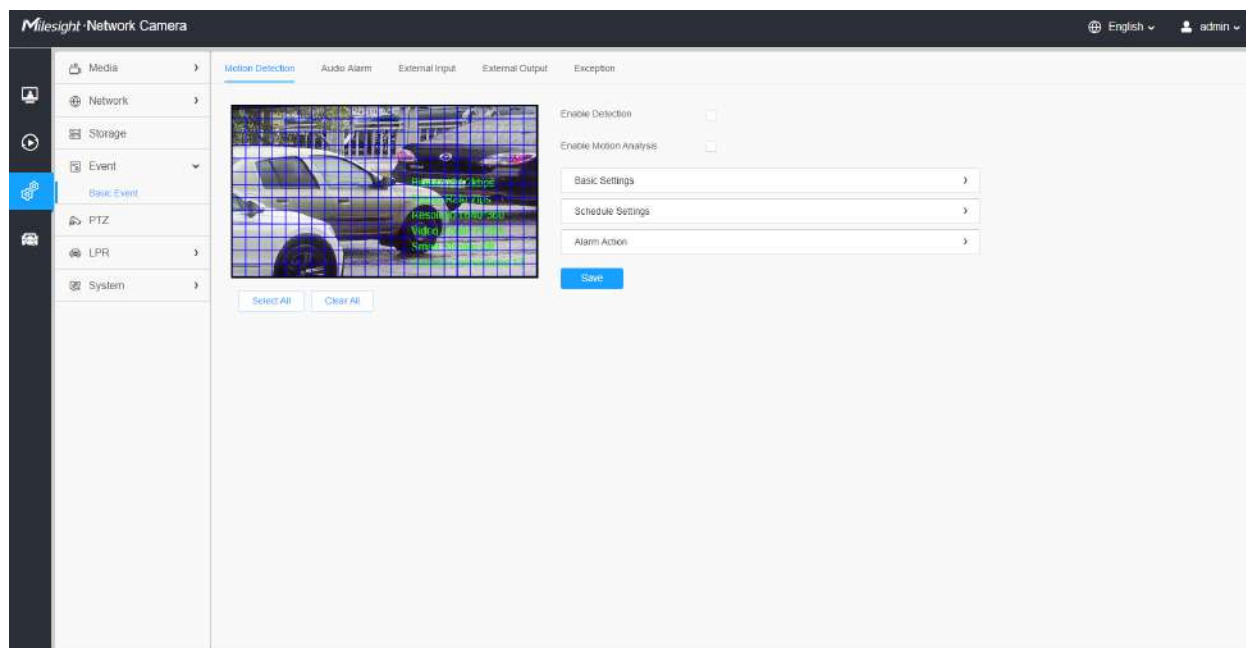 Milesight·Network Camera
English
admin
Media
Network
Storage
Event
Basic Event
PTZ
LPR
System
Motion Detection
Audio Alarm
External Input
External Output
Exception
Enable Detection
Enable Motion Analysis
Basic Settings
Schedule Settings
Alarm Action
Save
Select All
Clear All